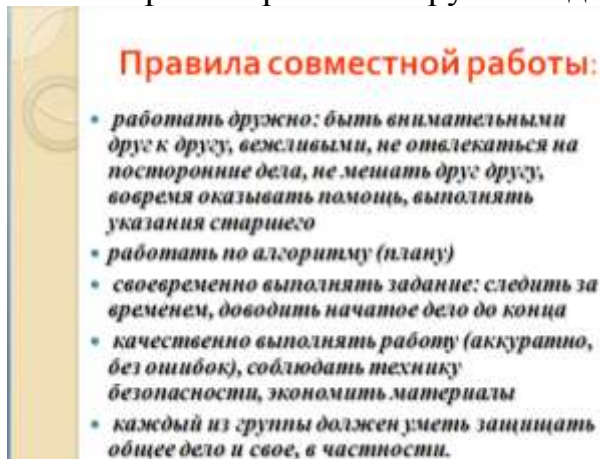 Правила совместной работы:
• работать дружно: быть внимательными
друг к другу, вежливыми, не отвлекаться на
посторонние дела, не мешать друг другу,
вовремя оказывать помощь, выполнять
указания старшего
• работать по алгоритму (плану)
• своевременно выполнять задание: следить за
временем, доводить начатое дело до конца
• качественно выполнять работу (аккуратно,
без ошибок), соблюдать технику
безопасности, экономить материалы
• каждый из группы должен уметь защищать
общее дело и свое, в частности.